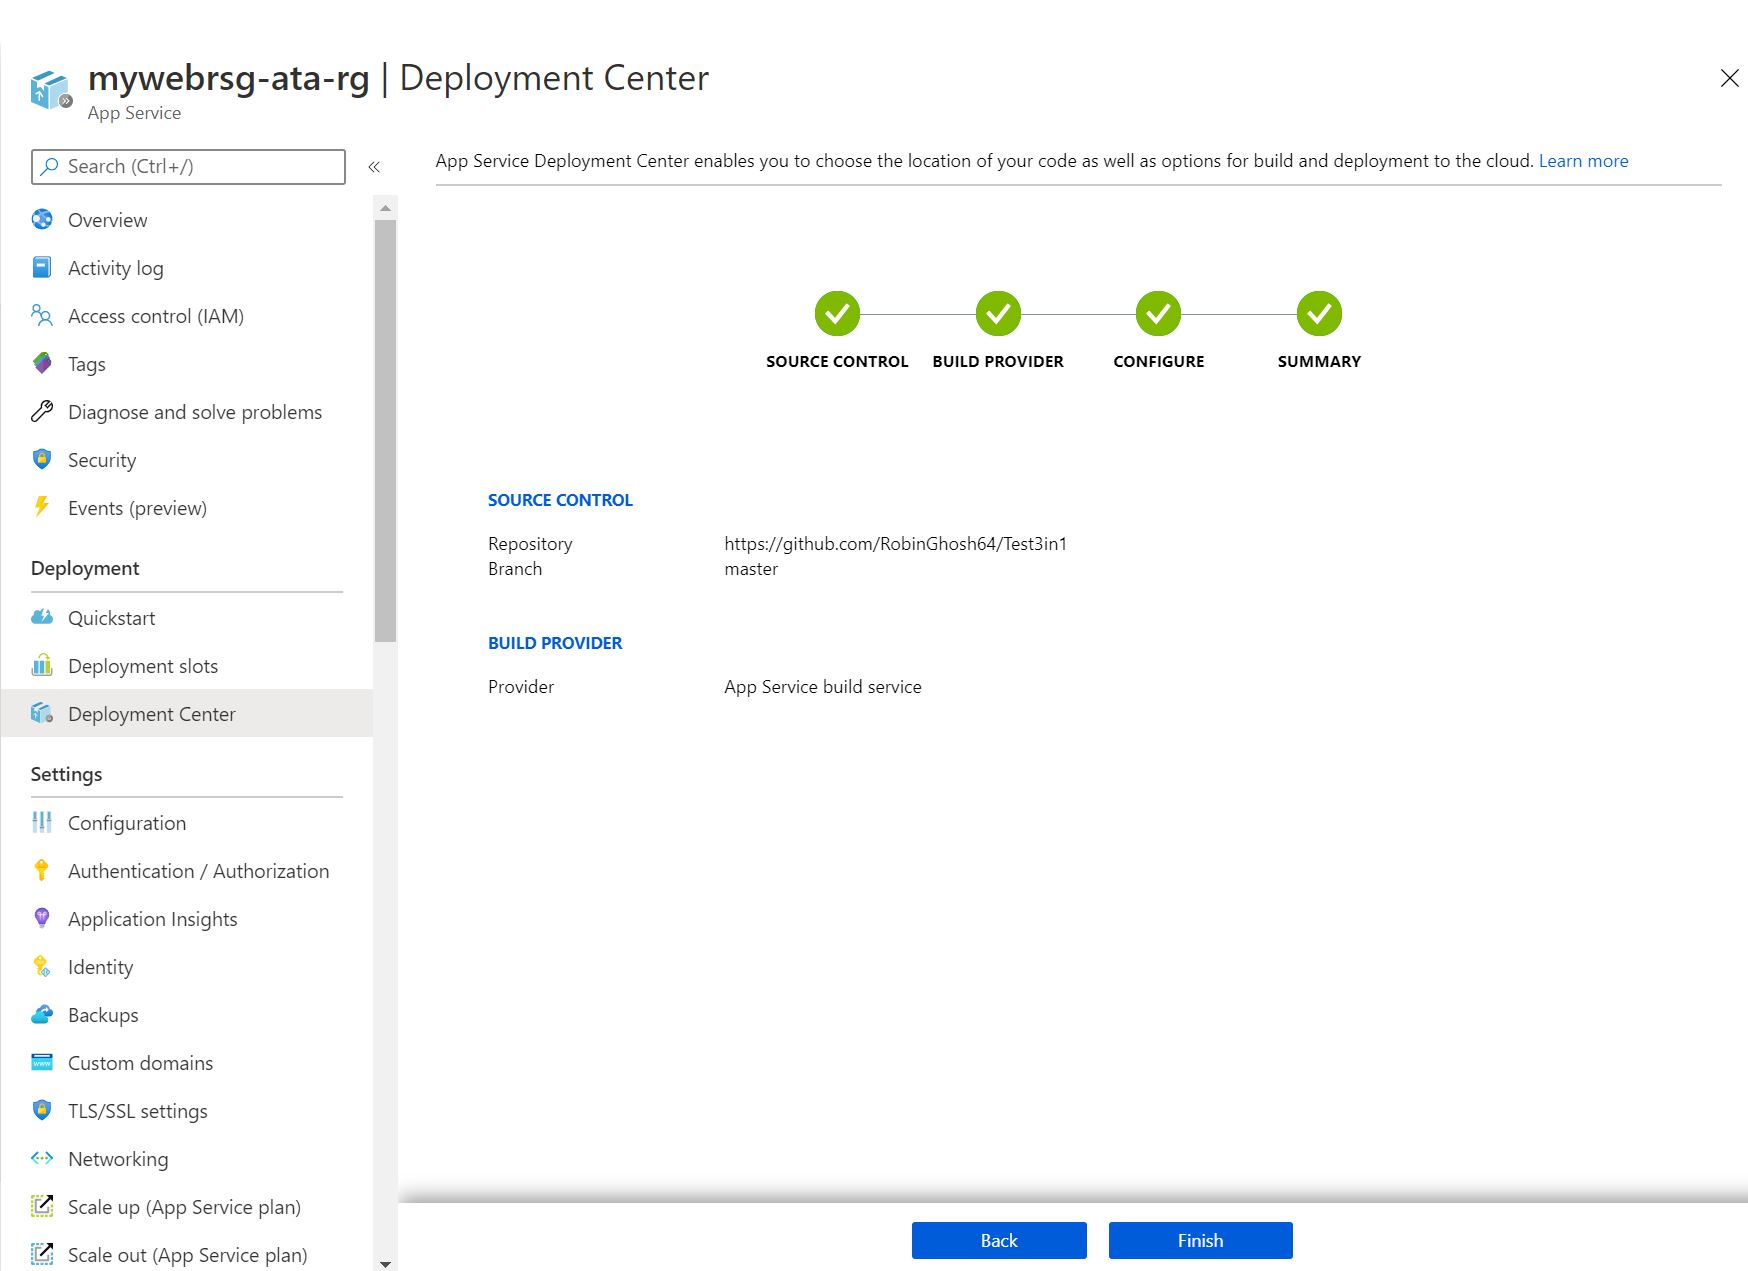 mywebrsg-ata-rg | Deployment Center
App Service
Search (Ctrl+/)
«
Overview
Activity log
Access control (IAM)
Tags
Diagnose and solve problems
Security
Events (preview)
Deployment
Quickstart
Deployment slots
Deployment Center
Settings
Configuration
Authentication / Authorization
Application Insights
Identity
Backups
Custom domains
TLS/SSL settings
Networking
Scale up (App Service plan)
Scale out (App Service plan)
App Service Deployment Center enables you to choose the location of your code as well as options for build and deployment to the cloud. Learn more
SOURCE CONTROL BUILD PROVIDER CONFIGURE SUMMARY
SOURCE CONTROL
Repository https://github.com/RobinGhosh64/Test3in1
Branch master
BUILD PROVIDER
Provider App Service build service
Back Finish